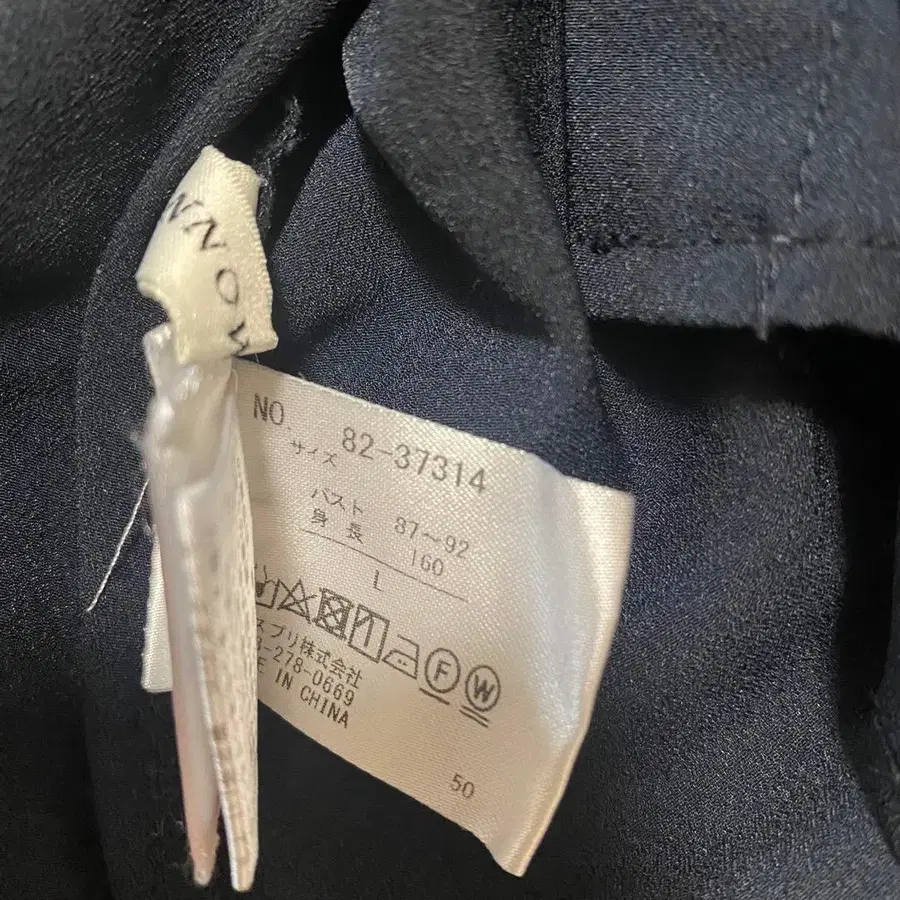 NO. 82-37314
サイズ
バスト 87〜92
身長 160
L
F W
スプリ株式会社
-278-0669
IN CHINA
50